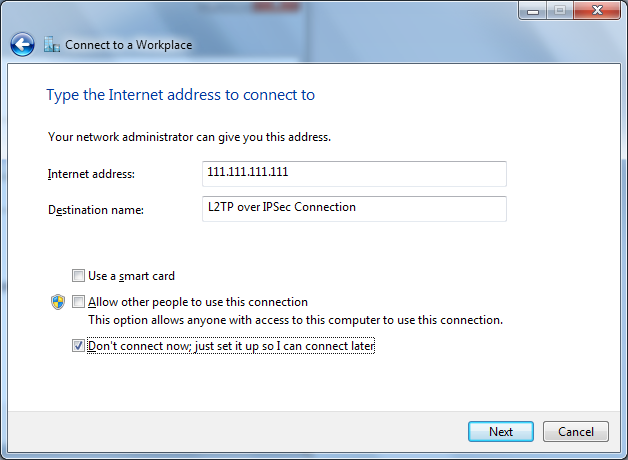 Connect to a Workplace
Type the Internet address to connect to
Your network administrator can give you this address.
Internet address: 111.111.111.111
Destination name: L2TP over IPSec Connection
Use a smart card
Allow other people to use this connection
This option allows anyone with access to this computer to use this connection.
Don't connect now; just set it up so I can connect later
Next Cancel